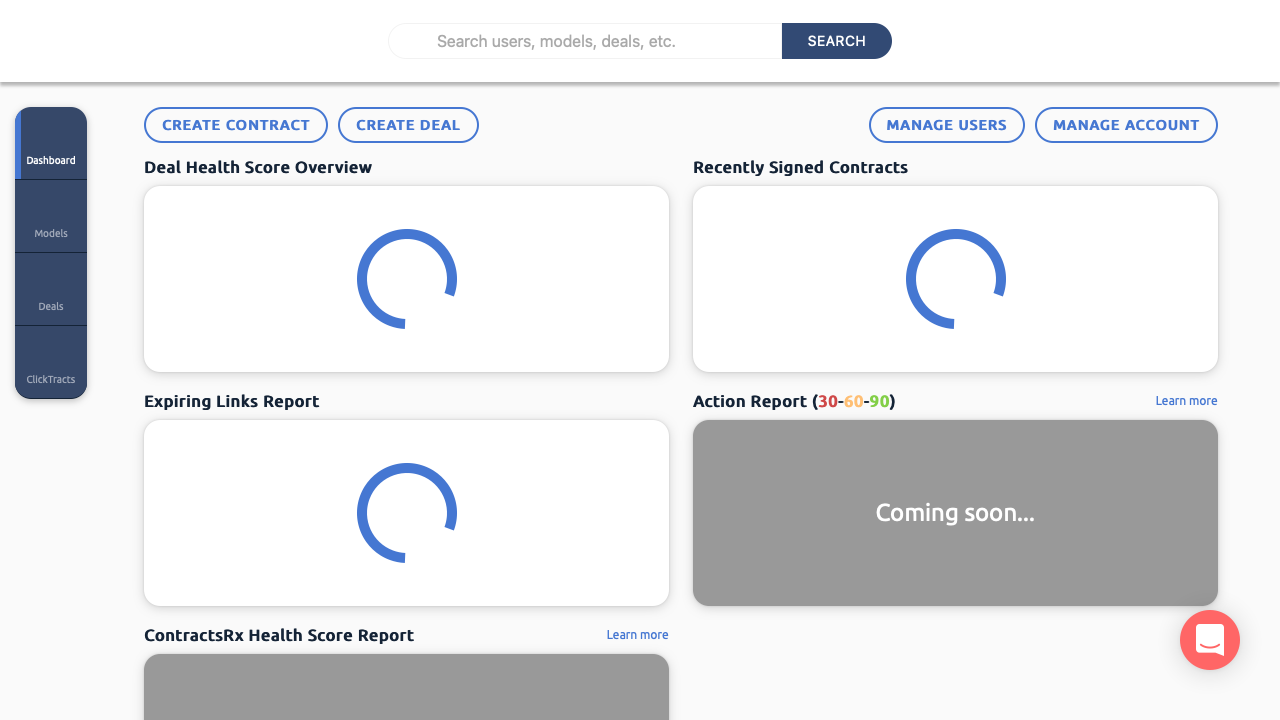 Search users, models, deals, etc.
SEARCH
CREATE CONTRACT
CREATE DEAL
MANAGE USERS
MANAGE ACCOUNT
Dashboard
Models
Deals
ClickTracts
Deal Health Score Overview
Recently Signed Contracts
Expiring Links Report
Action Report (30-60-90)
Learn more
Coming soon...
ContractsRx Health Score Report
Learn more